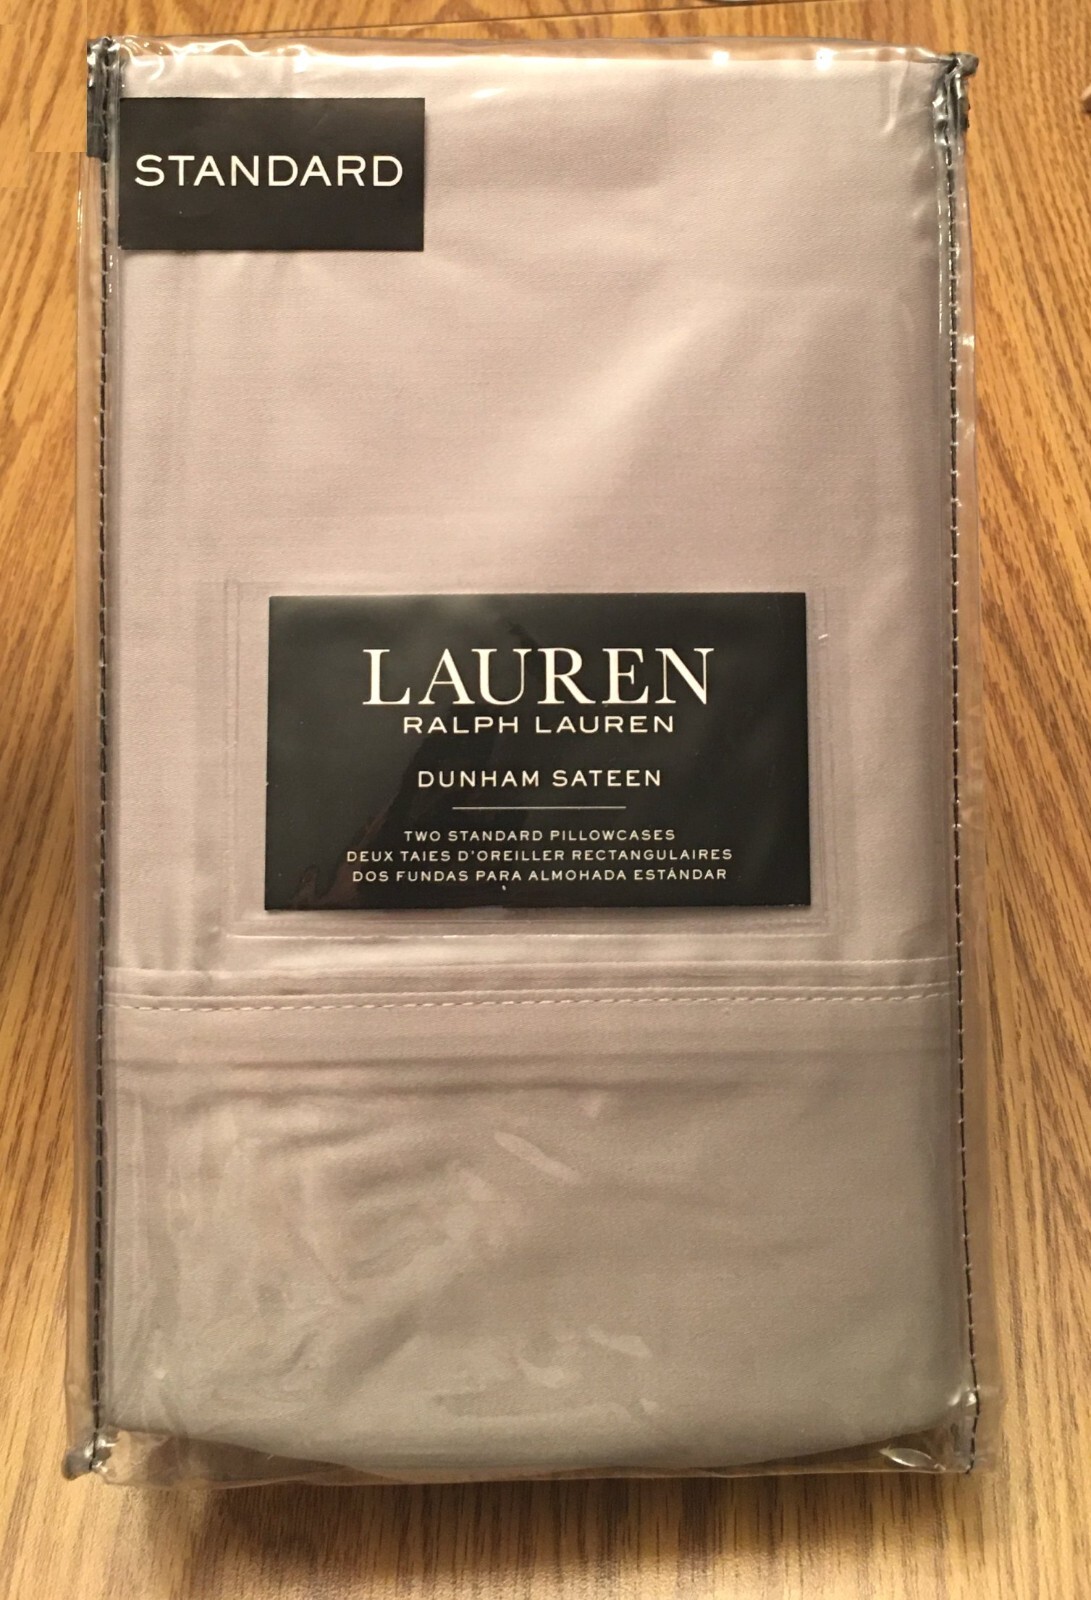 STANDARD
LAUREN
RALPH LAUREN
DUNHAM SATEEN
TWO STANDARD PILLOWCASES
DEUX TAIES D'OREILLER RECTANGULAIRES
DOS FUNDAS PARA ALMOHADA ESTÁNDAR